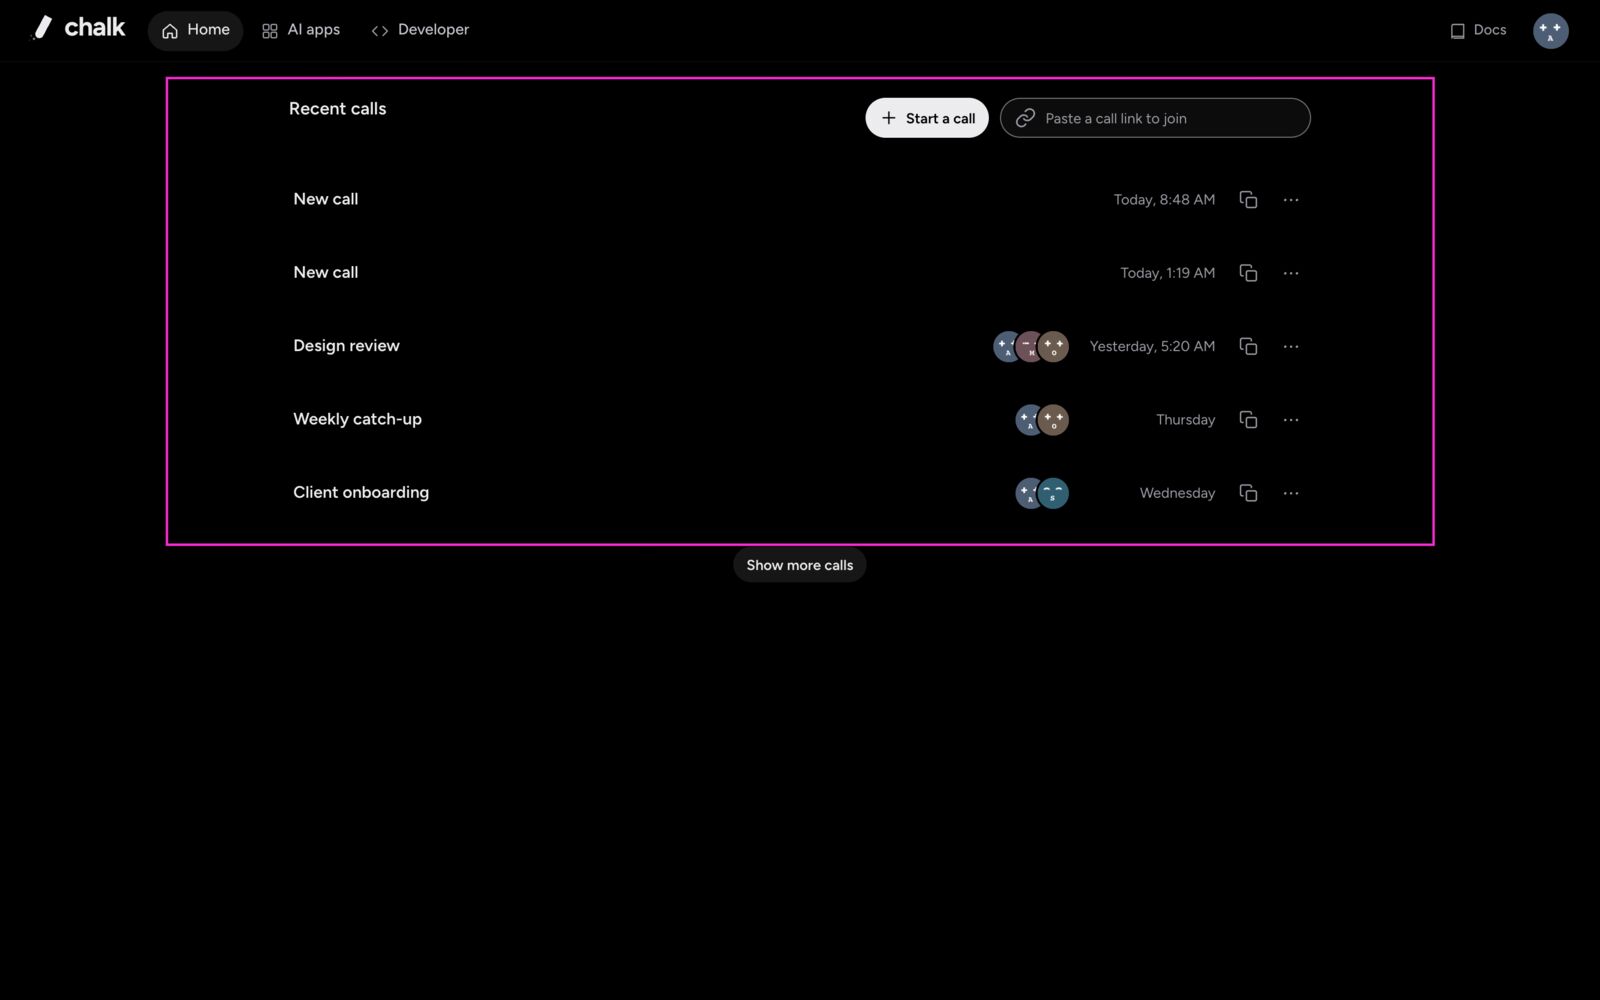 chalk
Home
AI apps
Developer
Docs
A
Recent calls
Start a call
Paste a call link to join
New call
Today, 8:48 AM
New call
Today, 1:19 AM
Design review
A
M
O
Yesterday, 5:20 AM
Weekly catch-up
A
O
Thursday
Client onboarding
A
S
Wednesday
Show more calls